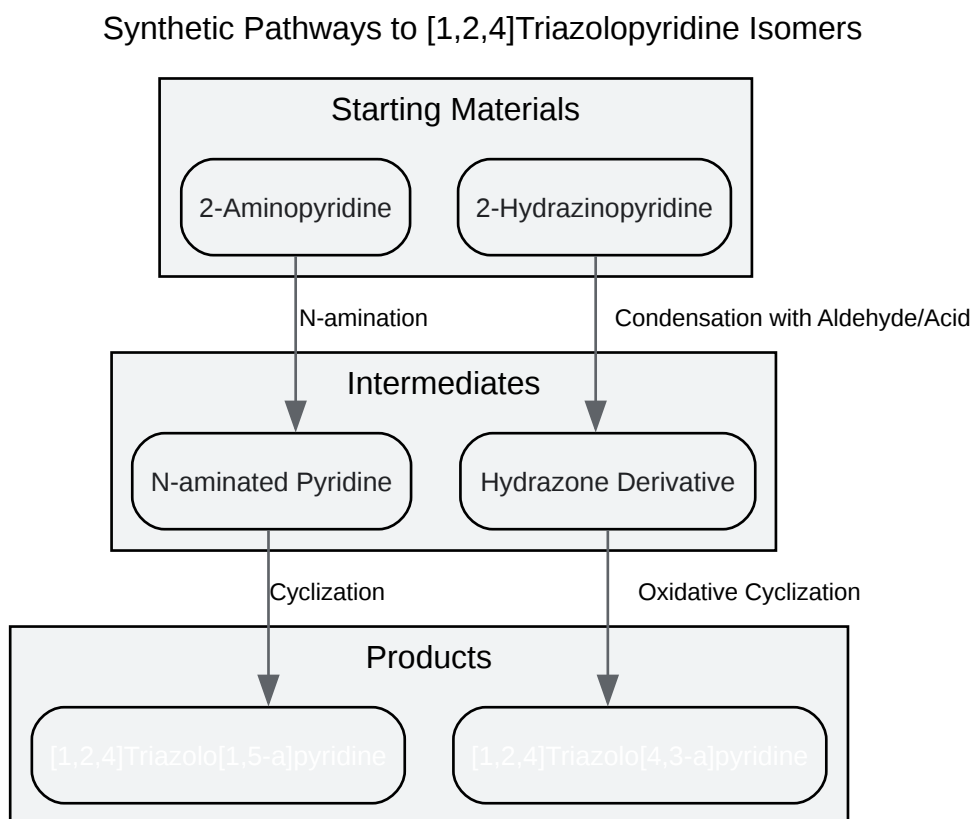 Synthetic Pathways to [1,2,4]Triazolopyridine Isomers
Starting Materials
2-Aminopyridine
2-Hydrazinopyridine
N-amination
Condensation with Aldehyde/Acid
Intermediates
N-aminated Pyridine
Hydrazone Derivative
Cyclization
Oxidative Cyclization
Products
[1,2,4]Triazolo[1,5-a]pyridine
[1,2,4]Triazolo[4,3-a]pyridine